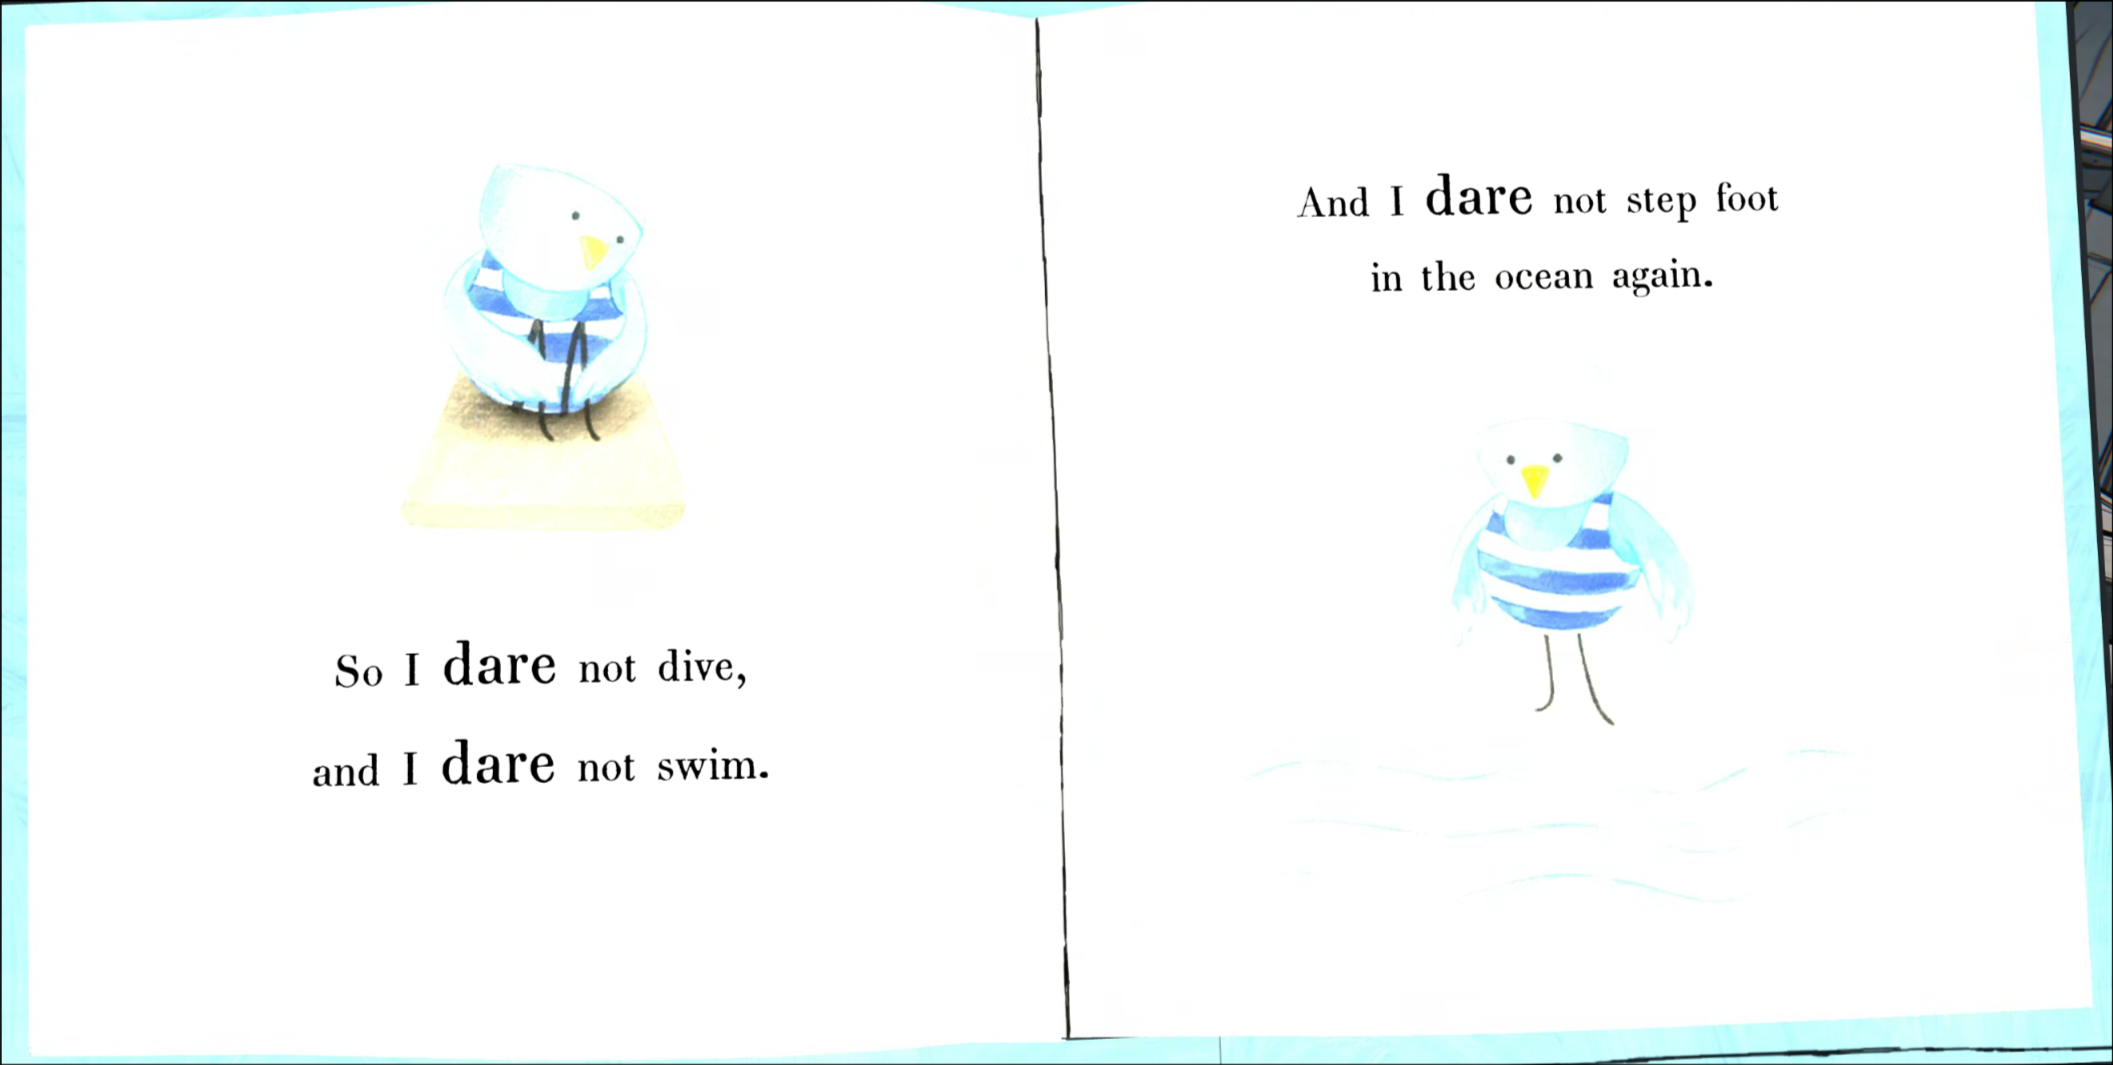 So I dare not dive,
and I dare not swim.
And I dare not step foot
in the ocean again.